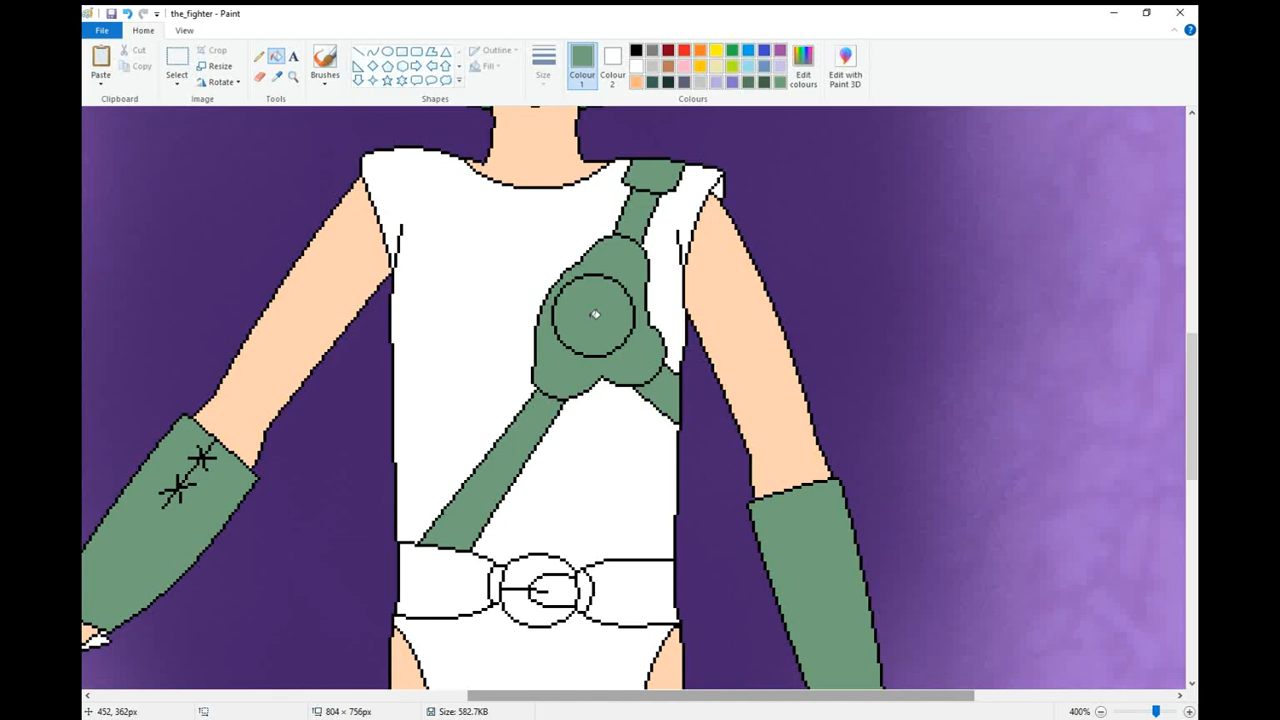 the_fighter - Paint
File Home View
Paste
Cut
Copy
Clipboard
Select
Crop
Resize
Rotate
Image
A
Tools
Brushes
Outline
Fill
Shapes
Size
Colour
1
Colour
2
Edit
colours
Edit with
Paint 3D
Colours
452, 362px
804 × 756px
Size: 582.7KB
400%